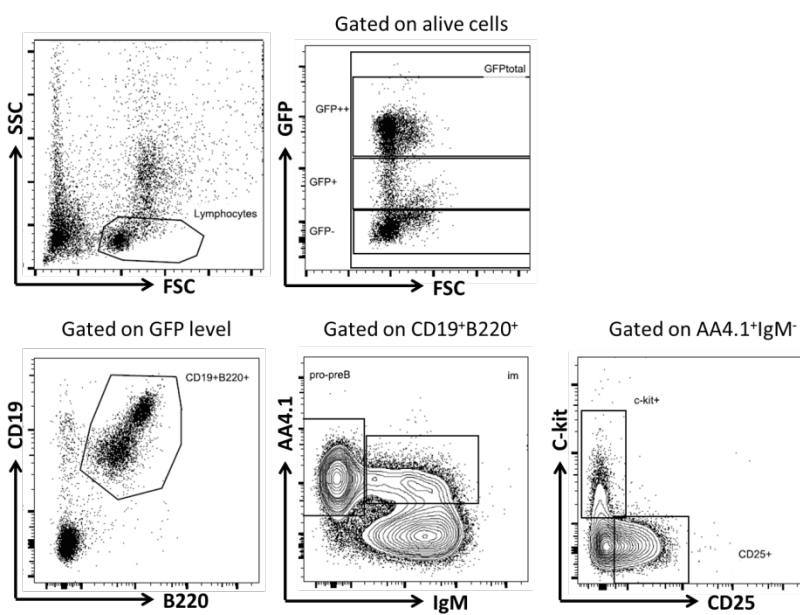 Gated on alive cells
SSC
Lymphocytes
FSC
GFP
GFPtotal
GFP++
GFP+
GFP-
FSC
Gated on GFP level
CD19
CD19+B220+
B220
Gated on CD19⁺B220⁺
AA4.1
pro-preB
im
IgM
Gated on AA4.1⁺IgM⁻
C-kit
c-kit+
CD25+
CD25